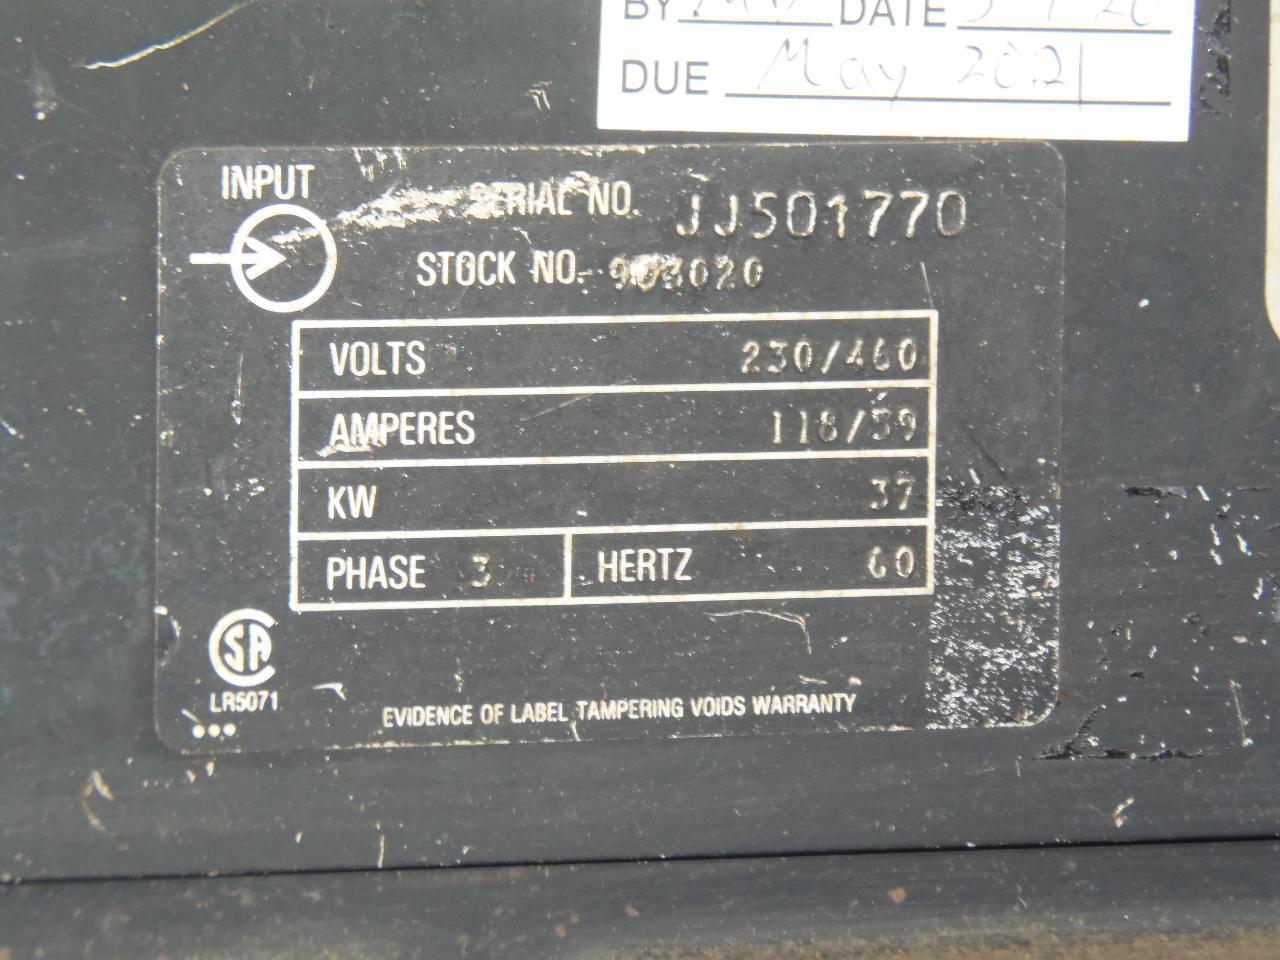 BY. DATE
DUE May 2021
INPUT
SERIAL NO. JJ501770
STOCK NO. 903020
VOLTS 230/460
AMPERES 118/59
KW 37
PHASE 3 HERTZ 60
LR5071
EVIDENCE OF LABEL TAMPERING VOIDS WARRANTY